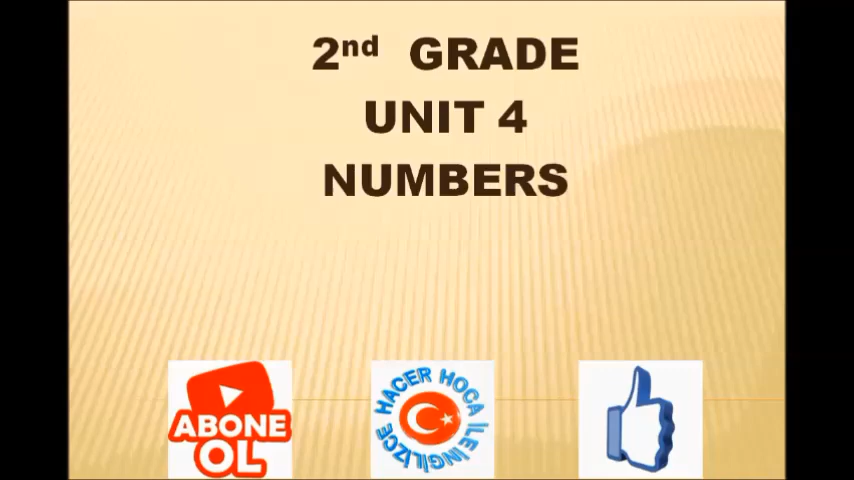 2nd GRADE
UNIT 4
NUMBERS
ABONE
OL
HACER HOCA İLE İNGİLİZCE